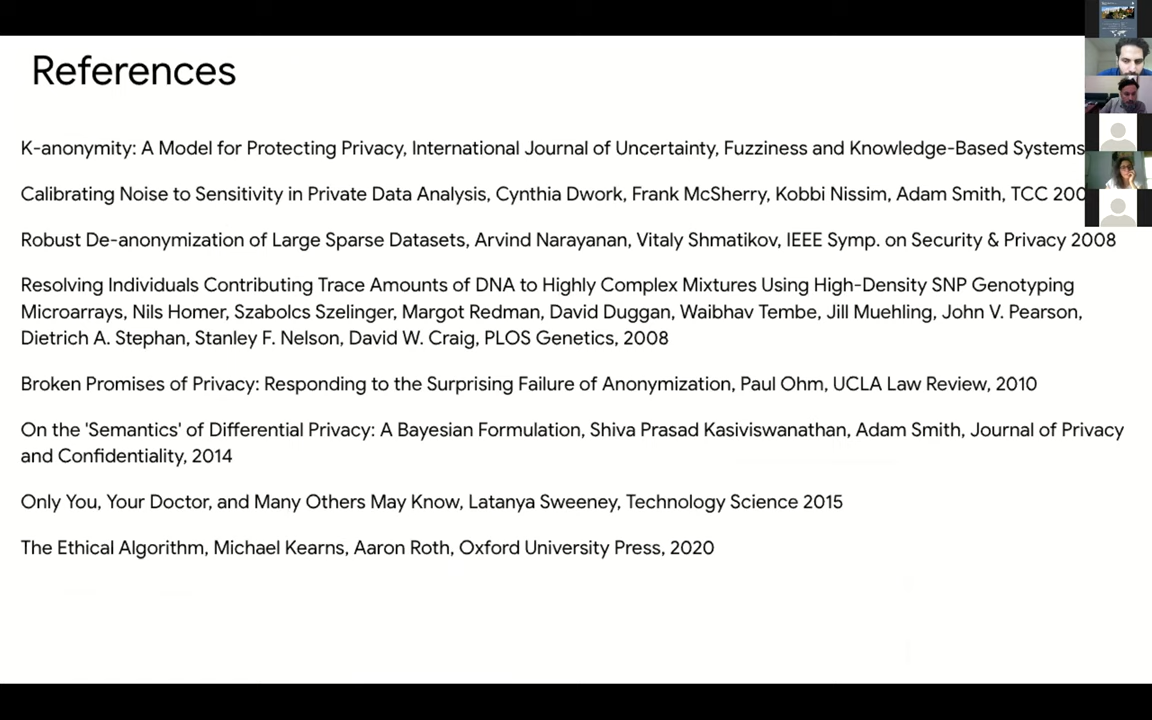 References
K-anonymity: A Model for Protecting Privacy, International Journal of Uncertainty, Fuzziness and Knowledge-Based Systems
Calibrating Noise to Sensitivity in Private Data Analysis, Cynthia Dwork, Frank McSherry, Kobbi Nissim, Adam Smith, TCC
Robust De-anonymization of Large Sparse Datasets, Arvind Narayanan, Vitaly Shmatikov, IEEE Symp. on Security & Privacy 2008
Resolving Individuals Contributing Trace Amounts of DNA to Highly Complex Mixtures Using High-Density SNP Genotyping
Microarrays, Nils Homer, Szabolcs Szelinger, Margot Redman, David Duggan, Waibhav Tembe, Jill Muehling, John V. Pearson,
Dietrich A. Stephan, Stanley F. Nelson, David W. Craig, PLOS Genetics, 2008
Broken Promises of Privacy: Responding to the Surprising Failure of Anonymization, Paul Ohm, UCLA Law Review, 2010
On the 'Semantics' of Differential Privacy: A Bayesian Formulation, Shiva Prasad Kasiviswanathan, Adam Smith, Journal of Privacy
and Confidentiality, 2014
Only You, Your Doctor, and Many Others May Know, Latanya Sweeney, Technology Science 2015
The Ethical Algorithm, Michael Kearns, Aaron Roth, Oxford University Press, 2020